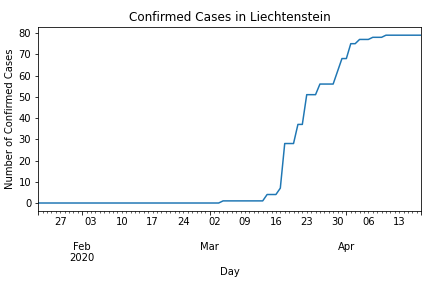 Confirmed Cases in Liechtenstein
Number of Confirmed Cases
80
70
60
50
40
30
20
10
0
27 03 10 17 24 02 09 16 23 30 06 13
Feb Mar Apr
2020
Day